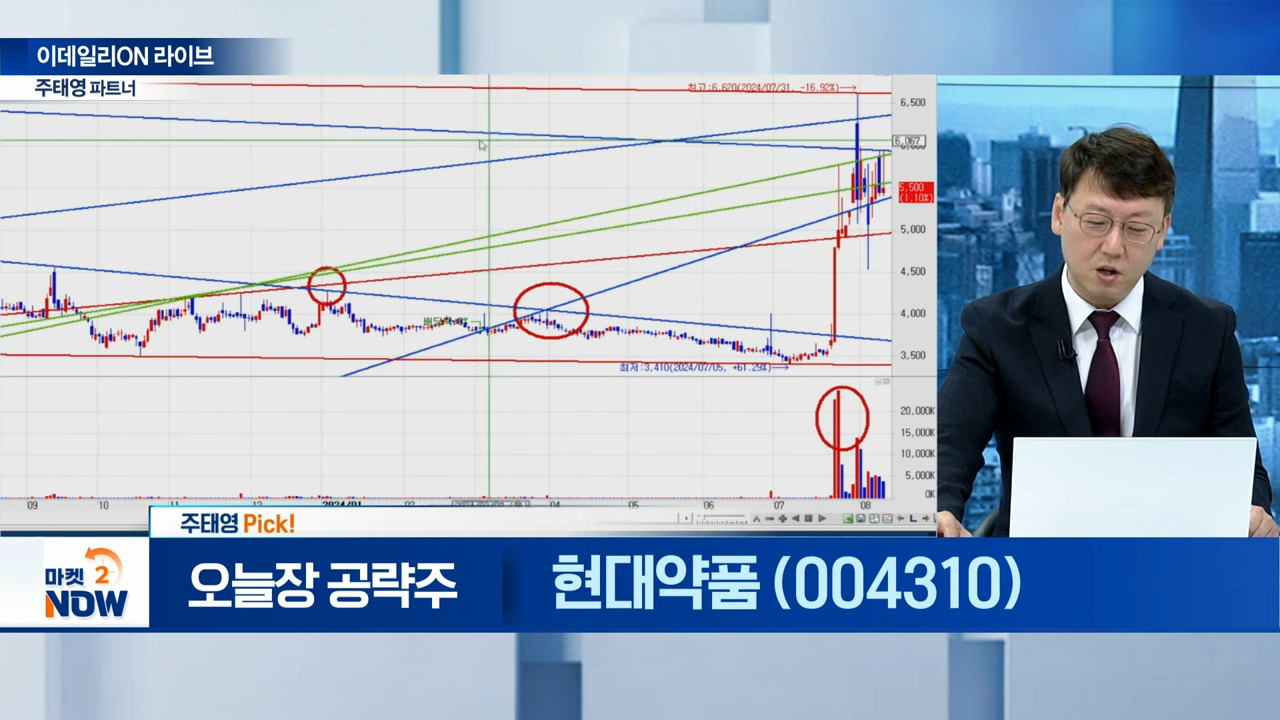 이데일리ON 라이브
주태영 파트너
최고:6,620(2024/07/31, -16.92%)→
6,500
6,067
5,500
(1.10%)
5,000
4,500
4,000
3,500
최저:3,410(2024/07/05, +61.29%)→
20,000K
15,000K
10,000K
5,000K
0K
09
10
11
12
2024/01
02
04
05
06
07
08
주태영 Pick!
마켓 2
NOW
오늘장 공략주
현대약품 (004310)